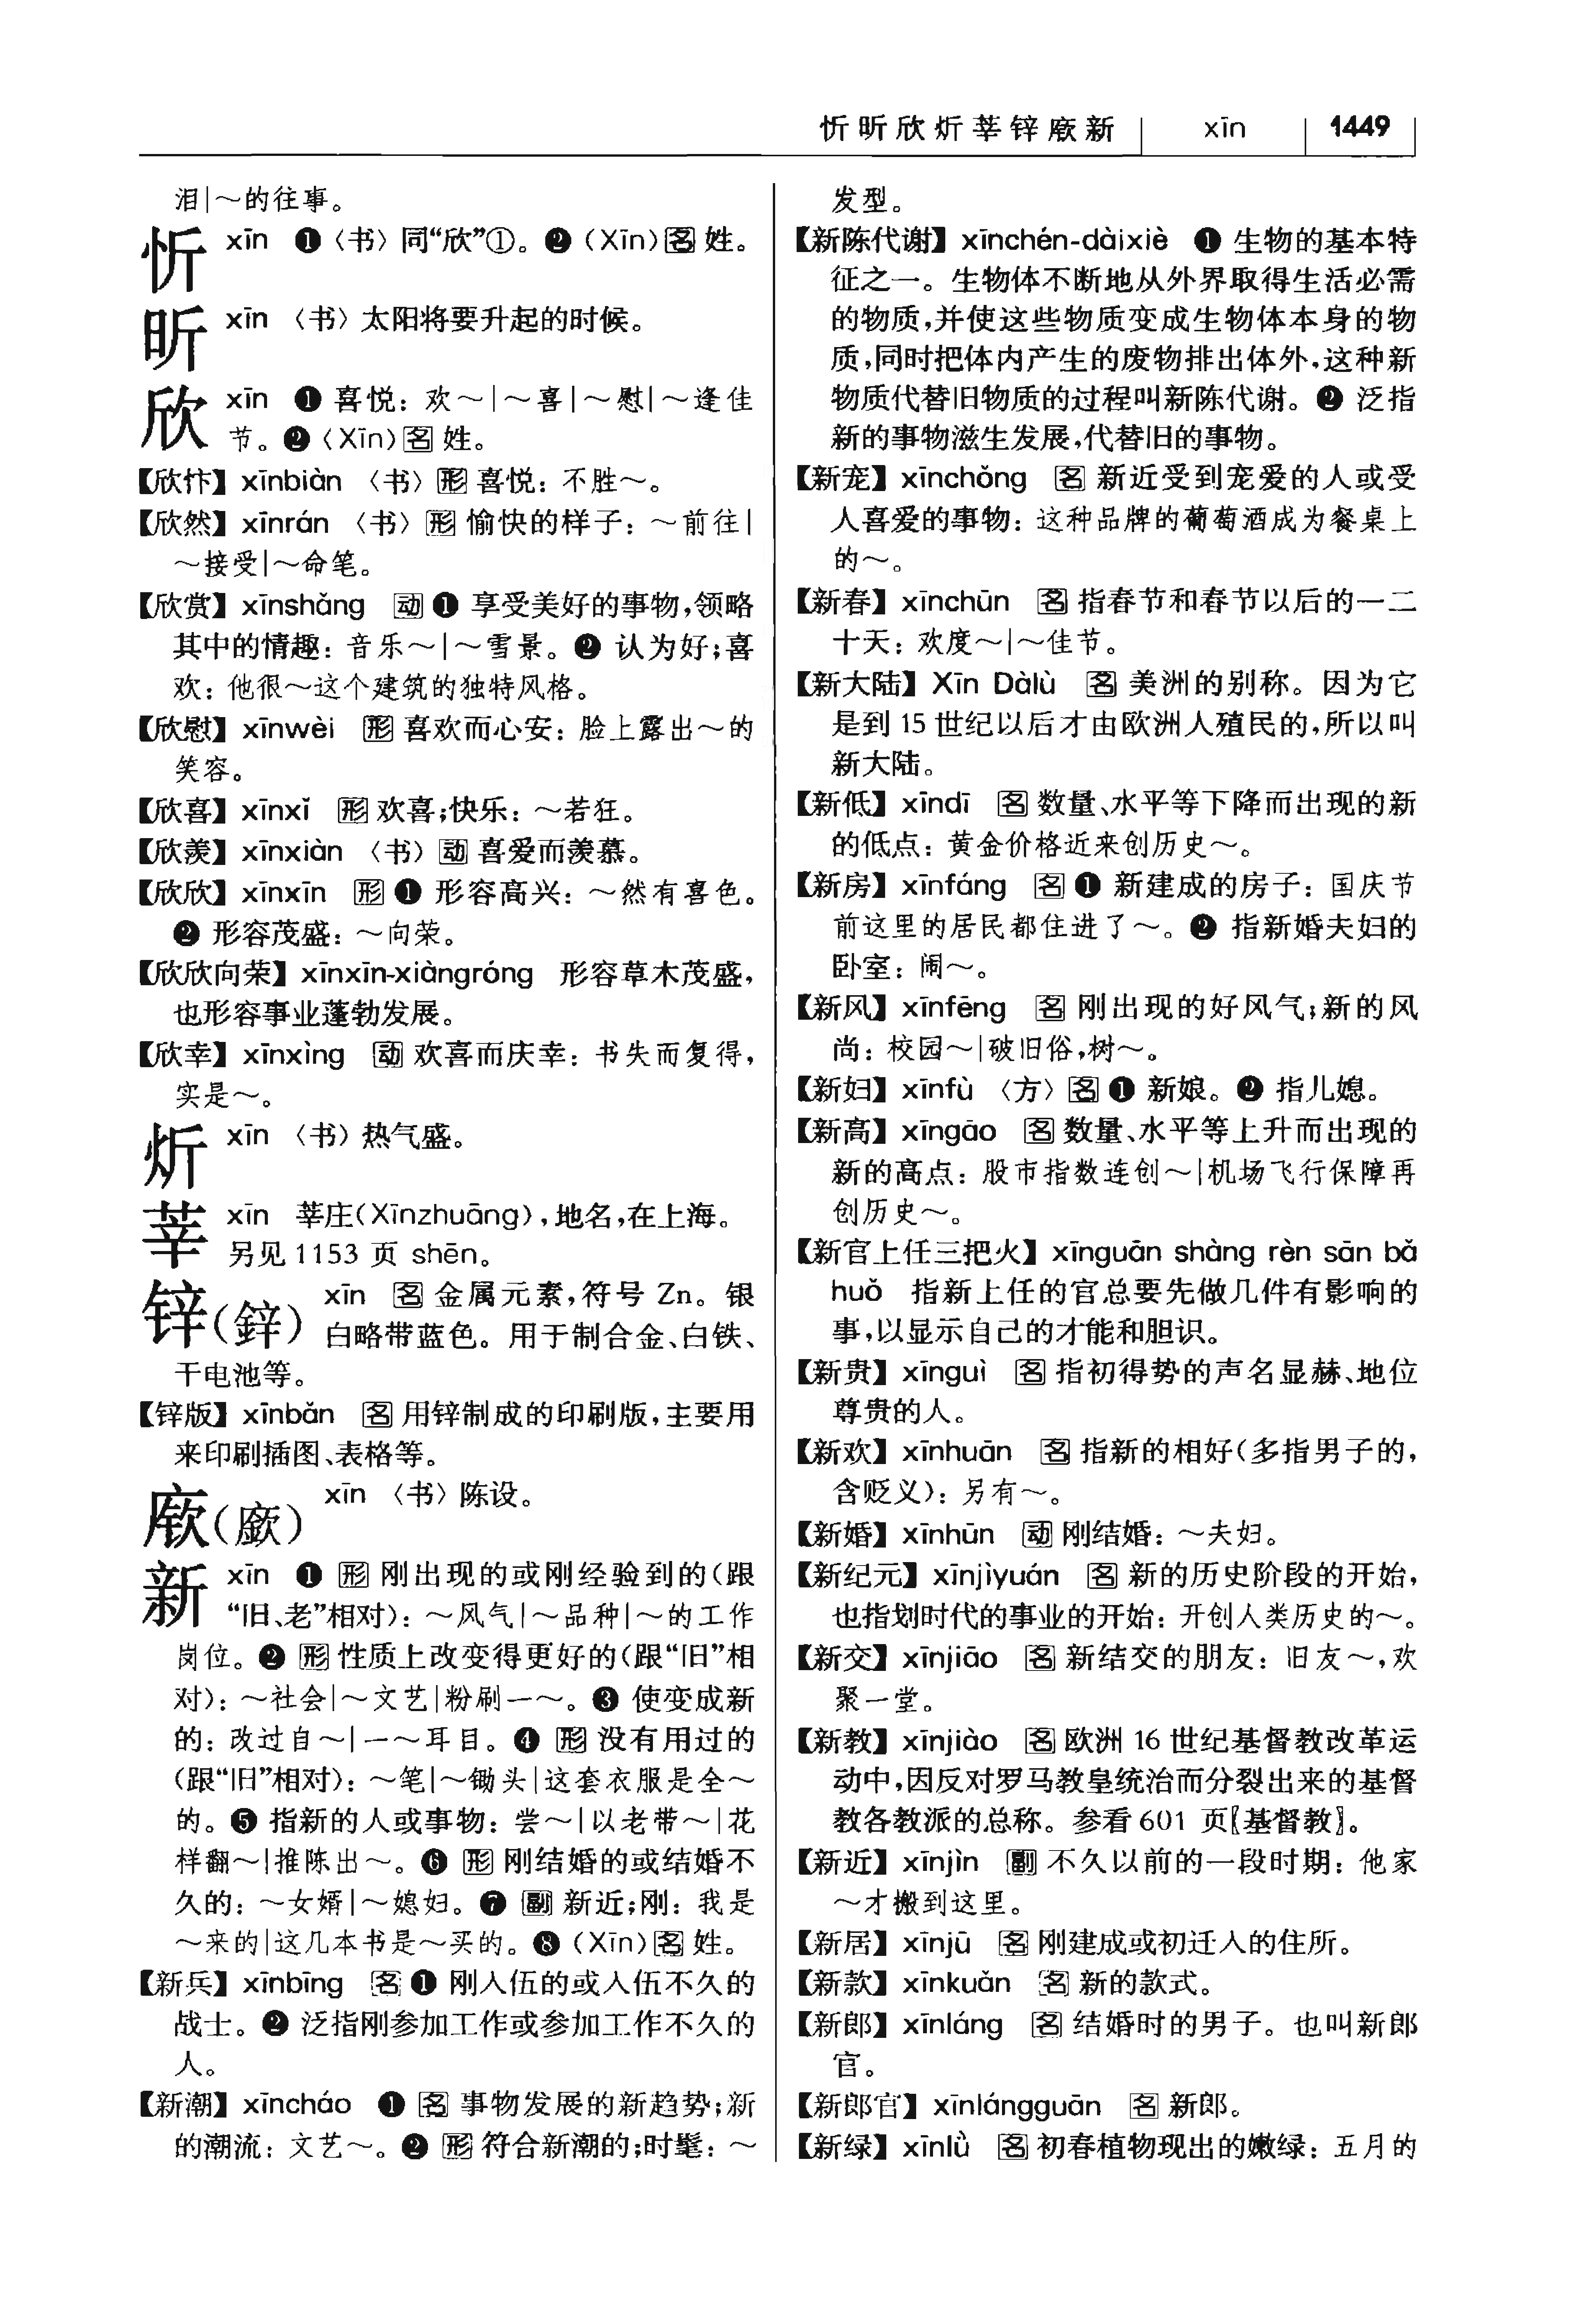 忻昕欣炘莘锌廞新 xīn 1449
泪|～的往事。
忻 xīn ❶〈书〉同“欣”①。❷(Xīn)名 姓。
昕 xīn 〈书〉太阳将要升起的时候。
欣 xīn ❶ 喜悦：欢～|～喜|～慰|～逢佳
节。❷(Xīn)名 姓。
【欣忭】xīnbiàn 〈书〉形 喜悦：不胜～。
【欣然】xīnrán 〈书〉形 愉快的样子：～前往|
～接受|～命笔。
【欣赏】xīnshǎng 动❶ 享受美好的事物,领略
其中的情趣：音乐～|～雪景。❷ 认为好;喜
欢：他很～这个建筑的独特风格。
【欣慰】xīnwèi 形 喜欢而心安：脸上露出～的
笑容。
【欣喜】xīnxǐ 形 欢喜;快乐：～若狂。
【欣羡】xīnxiàn 〈书〉动 喜爱而羡慕。
【欣欣】xīnxīn 形❶ 形容高兴：～然有喜色。
❷ 形容茂盛：～向荣。
【欣欣向荣】xīnxīn-xiàngróng 形容草木茂盛,
也形容事业蓬勃发展。
【欣幸】xīnxìng 动 欢喜而庆幸：书失而复得,
实是～。
炘 xīn 〈书〉热气盛。
莘 xīn 莘庄(Xīnzhuāng),地名,在上海。
另见1153 页 shēn。
锌(鋅) xīn 名 金属元素,符号 Zn。银
白略带蓝色。用于制合金、白铁、
干电池等。
【锌版】xīnbǎn 名 用锌制成的印刷版,主要用
来印刷插图、表格等。
廞(廞) xīn 〈书〉陈设。
新 xīn ❶ 形 刚出现的或刚经验到的(跟
“旧、老”相对)：～风气|～品种|～的工作
岗位。❷ 形 性质上改变得更好的(跟“旧”相
对)：～社会|～文艺|粉刷一～。❸ 使变成新
的：改过自～|一～耳目。❹ 形 没有用过的
(跟“旧”相对)：～笔|～锄头|这套衣服是全～
的。❺ 指新的人或事物：尝～|以老带～|花
样翻～|推陈出～。❻ 形 刚结婚的或结婚不
久的：～女婿|～媳妇。❼ 副 新近;刚：我是
～来的|这几本书是～买的。❽(Xīn)名 姓。
【新兵】xīnbīng 名❶ 刚入伍的或入伍不久的
战士。❷ 泛指刚参加工作或参加工作不久的
人。
【新潮】xīncháo ❶ 名 事物发展的新趋势;新
的潮流：文艺～。❷ 形 符合新潮的;时髦：～
发型。
【新陈代谢】xīnchén-dàixiè ❶ 生物的基本特
征之一。生物体不断地从外界取得生活必需
的物质,并使这些物质变成生物体本身的物
质,同时把体内产生的废物排出体外,这种新
物质代替旧物质的过程叫新陈代谢。❷ 泛指
新的事物滋生发展,代替旧的事物。
【新宠】xīnchǒng 名 新近受到宠爱的人或受
人喜爱的事物：这种品牌的葡萄酒成为餐桌上
的～。
【新春】xīnchūn 名 指春节和春节以后的一二
十天：欢度～|～佳节。
【新大陆】Xīn Dàlù 名 美洲的别称。因为它
是到 15 世纪以后才由欧洲人殖民的,所以叫
新大陆。
【新低】xīndī 名 数量、水平等下降而出现的新
的低点：黄金价格近来创历史～。
【新房】xīnfáng 名❶ 新建成的房子：国庆节
前这里的居民都住进了～。❷ 指新婚夫妇的
卧室：闹～。
【新风】xīnfēng 名 刚出现的好风气;新的风
尚：校园～|破旧俗,树～。
【新妇】xīnfù 〈方〉名❶ 新娘。❷ 指儿媳。
【新高】xīngāo 名 数量、水平等上升而出现的
新的高点：股市指数连创～|机场飞行保障再
创历史～。
【新官上任三把火】xīnguān shàng rèn sān bǎ
huǒ 指新上任的官总要先做几件有影响的
事,以显示自己的才能和胆识。
【新贵】xīnguì 名 指初得势的声名显赫、地位
尊贵的人。
【新欢】xīnhuān 名 指新的相好(多指男子的,
含贬义)：另有～。
【新婚】xīnhūn 动 刚结婚：～夫妇。
【新纪元】xīnjìyuán 名 新的历史阶段的开始,
也指划时代的事业的开始：开创人类历史的～。
【新交】xīnjiāo 名 新结交的朋友：旧友～,欢
聚一堂。
【新教】xīnjiào 名 欧洲 16 世纪基督教改革运
动中,因反对罗马教皇统治而分裂出来的基督
教各教派的总称。参看 601 页〖基督教〗。
【新近】xīnjìn 副 不久以前的一段时期：他家
～才搬到这里。
【新居】xīnjū 名 刚建成或初迁入的住所。
【新款】xīnkuǎn 名 新的款式。
【新郎】xīnláng 名 结婚时的男子。也叫新郎
官。
【新郎官】xīnlángguān 名 新郎。
【新绿】xīnlǜ 名 初春植物现出的嫩绿：五月的